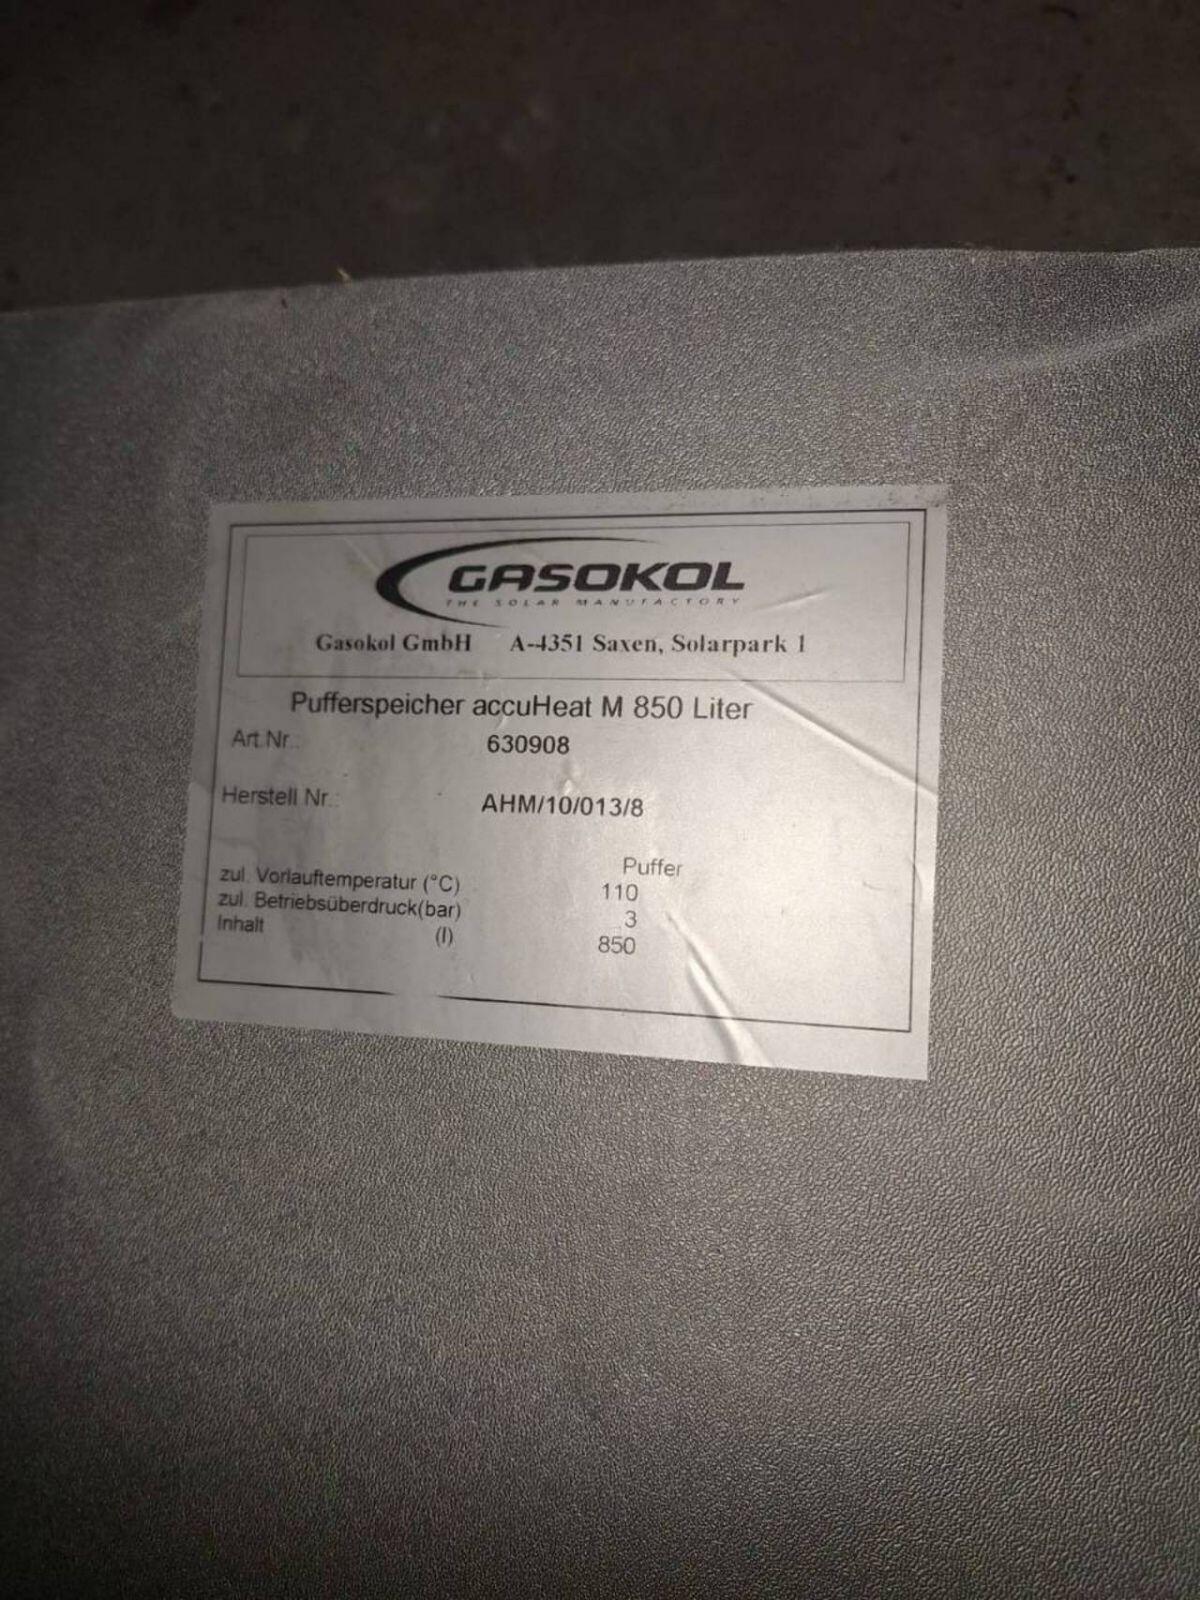 GASOKOL
THE SOLAR MANUFACTORY
Gasokol GmbH A-4351 Saxen, Solarpark 1
Pufferspeicher accuHeat M 850 Liter
Art.Nr.: 630908
Herstell Nr.: AHM/10/013/8
Puffer
zul. Vorlauftemperatur (°C) 110
zul. Betriebsüberdruck(bar) 3
Inhalt (l) 850